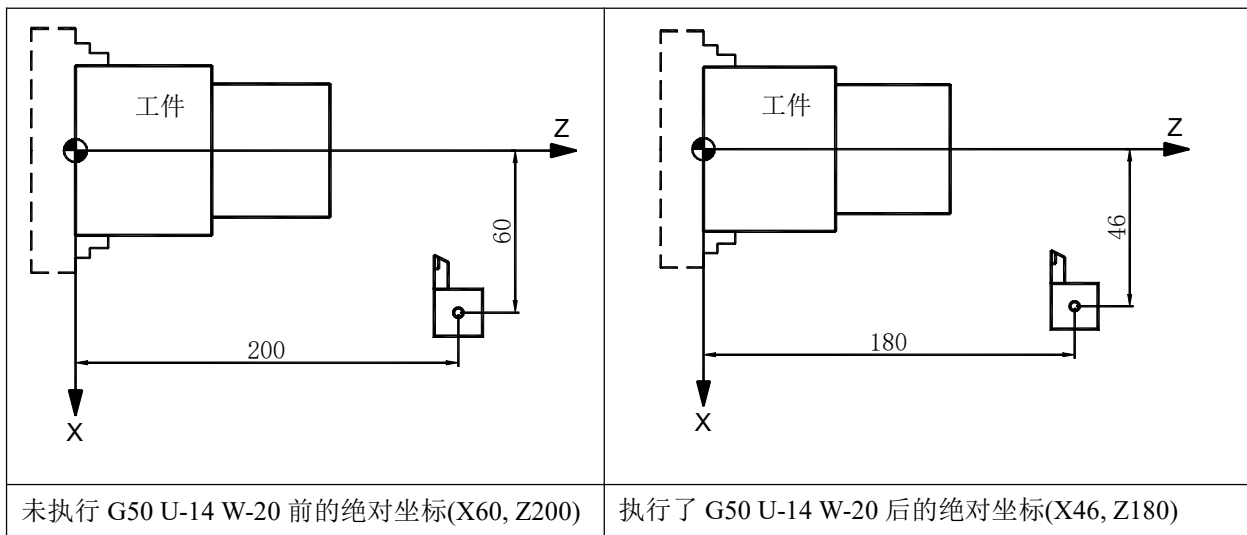 工件
Z
60
200
X
工件
Z
46
180
X
未执行 G50 U-14 W-20 前的绝对坐标(X60, Z200)
执行了 G50 U-14 W-20 后的绝对坐标(X46, Z180)